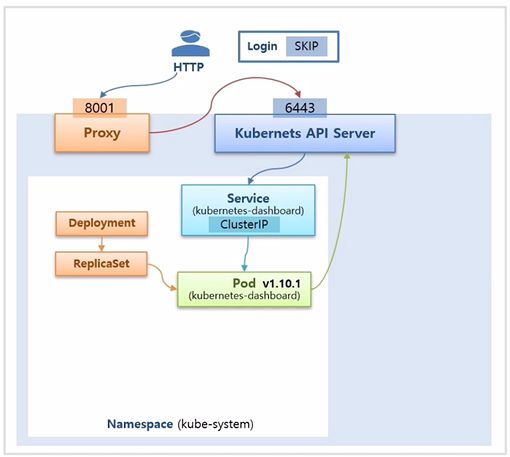 Login SKIP
HTTP
8001
6443
Proxy
Kubernets API Server
Service
(kubernetes-dashboard)
ClusterIP
Deployment
ReplicaSet
Pod v1.10.1
(kubernetes-dashboard)
Namespace (kube-system)